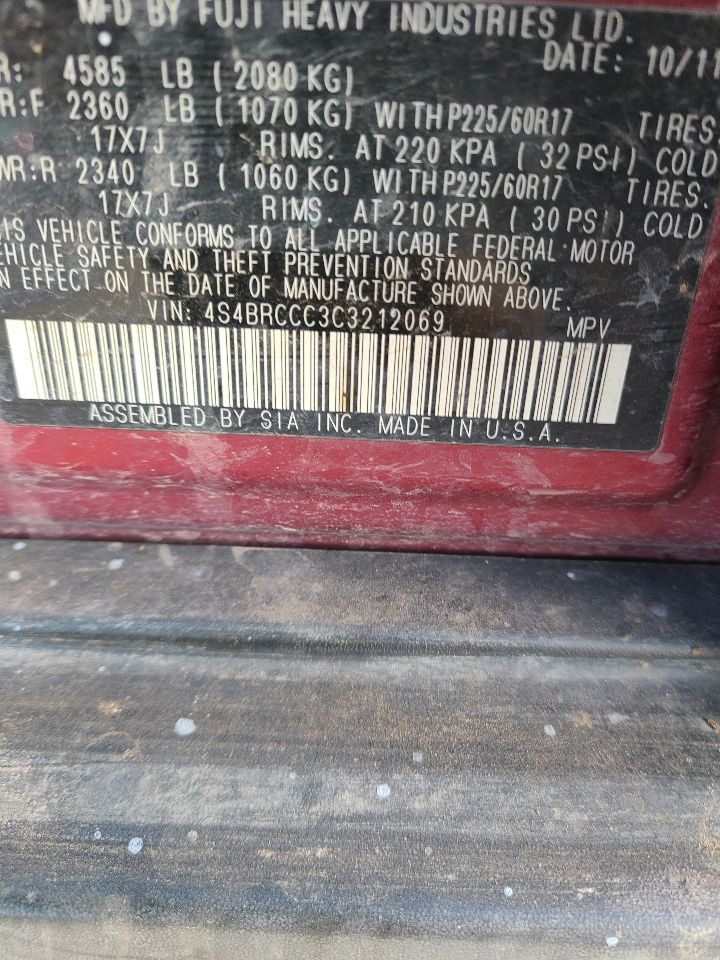 MFD BY FUJI HEAVY INDUSTRIES LTD.
DATE: 10/11
R: 4585 LB ( 2080 KG)
R:F 2360 LB ( 1070 KG) WITH P225/60R17 TIRES.
17X7J RIMS. AT 220 KPA ( 32 PSI) COLD
WR:R 2340 LB ( 1060 KG) WITH P225/60R17 TIRES.
17X7J RIMS. AT 210 KPA ( 30 PSI) COLD
IS VEHICLE CONFORMS TO ALL APPLICABLE FEDERAL MOTOR
EHICLE SAFETY AND THEFT PREVENTION STANDARDS
N EFFECT ON THE DATE OF MANUFACTURE SHOWN ABOVE.
VIN: 4S4BRCCC3C3212069 MPV
ASSEMBLED BY SIA INC. MADE IN U.S.A.